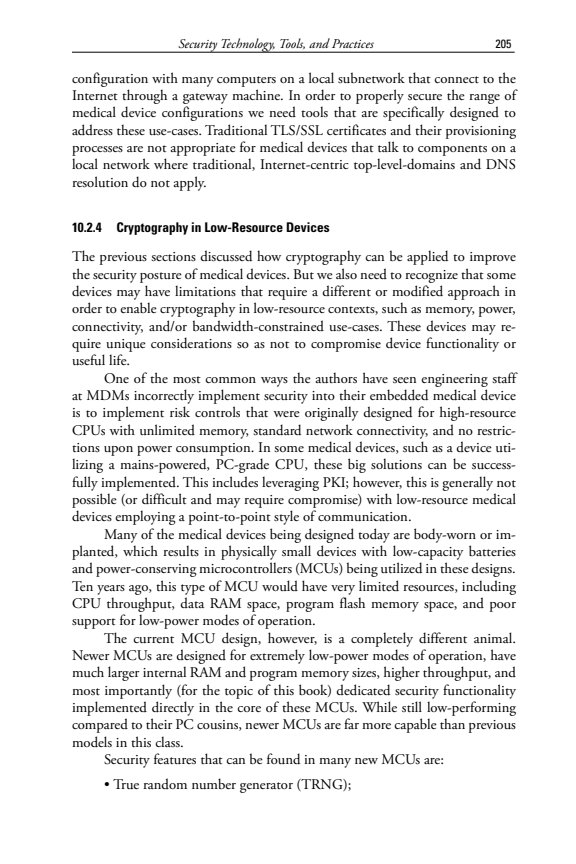 Security Technology, Tools, and Practices 205
configuration with many computers on a local subnetwork that connect to the
Internet through a gateway machine. In order to properly secure the range of
medical device configurations we need tools that are specifically designed to
address these use-cases. Traditional TLS/SSL certificates and their provisioning
processes are not appropriate for medical devices that talk to components on a
local network where traditional, Internet-centric top-level-domains and DNS
resolution do not apply.
10.2.4 Cryptography in Low-Resource Devices
The previous sections discussed how cryptography can be applied to improve
the security posture of medical devices. But we also need to recognize that some
devices may have limitations that require a different or modified approach in
order to enable cryptography in low-resource contexts, such as memory, power,
connectivity, and/or bandwidth-constrained use-cases. These devices may re-
quire unique considerations so as not to compromise device functionality or
useful life.
One of the most common ways the authors have seen engineering staff
at MDMs incorrectly implement security into their embedded medical device
is to implement risk controls that were originally designed for high-resource
CPUs with unlimited memory, standard network connectivity, and no restric-
tions upon power consumption. In some medical devices, such as a device uti-
lizing a mains-powered, PC-grade CPU, these big solutions can be success-
fully implemented. This includes leveraging PKI; however, this is generally not
possible (or difficult and may require compromise) with low-resource medical
devices employing a point-to-point style of communication.
Many of the medical devices being designed today are body-worn or im-
planted, which results in physically small devices with low-capacity batteries
and power-conserving microcontrollers (MCUs) being utilized in these designs.
Ten years ago, this type of MCU would have very limited resources, including
CPU throughput, data RAM space, program flash memory space, and poor
support for low-power modes of operation.
The current MCU design, however, is a completely different animal.
Newer MCUs are designed for extremely low-power modes of operation, have
much larger internal RAM and program memory sizes, higher throughput, and
most importantly (for the topic of this book) dedicated security functionality
implemented directly in the core of these MCUs. While still low-performing
compared to their PC cousins, newer MCUs are far more capable than previous
models in this class.
Security features that can be found in many new MCUs are:
• True random number generator (TRNG);